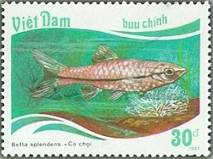 Việt Nam
bưu chính
Betta splendens - Cá chọi
30đ
1987